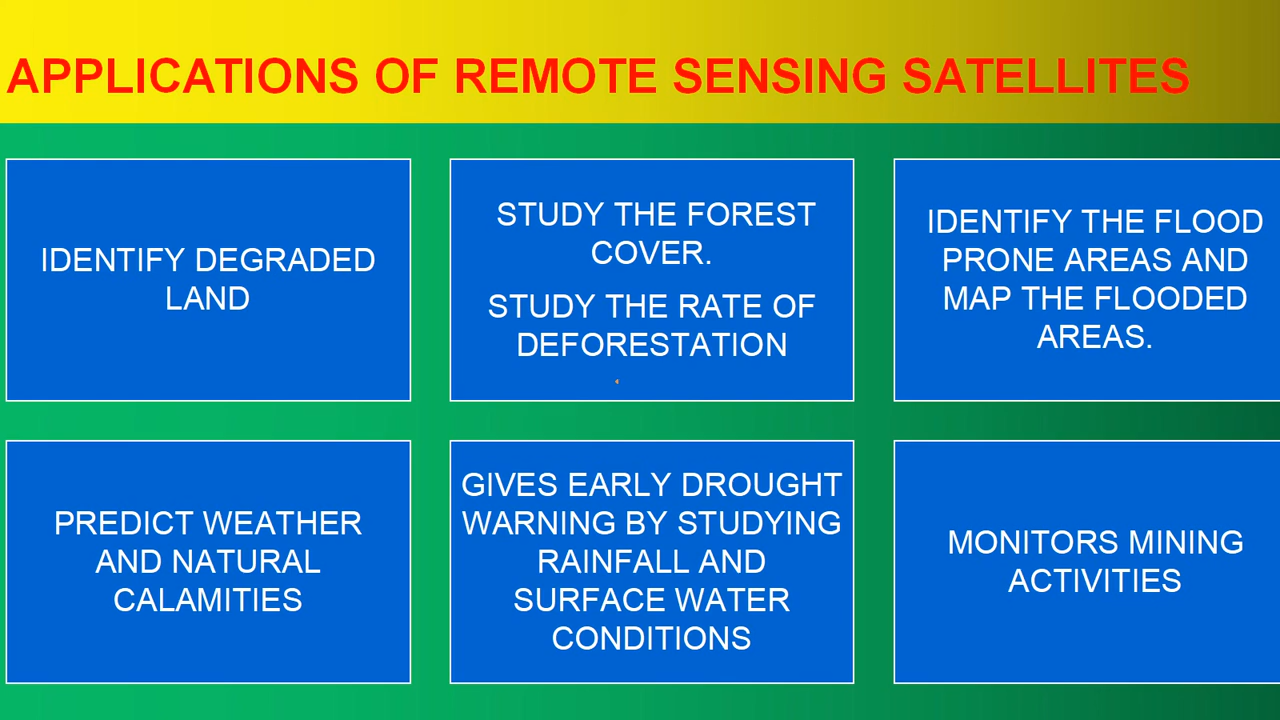 APPLICATIONS OF REMOTE SENSING SATELLITES
IDENTIFY DEGRADED
LAND
STUDY THE FOREST
COVER.
STUDY THE RATE OF
DEFORESTATION
IDENTIFY THE FLOOD
PRONE AREAS AND
MAP THE FLOODED
AREAS.
PREDICT WEATHER
AND NATURAL
CALAMITIES
GIVES EARLY DROUGHT
WARNING BY STUDYING
RAINFALL AND
SURFACE WATER
CONDITIONS
MONITORS MINING
ACTIVITIES